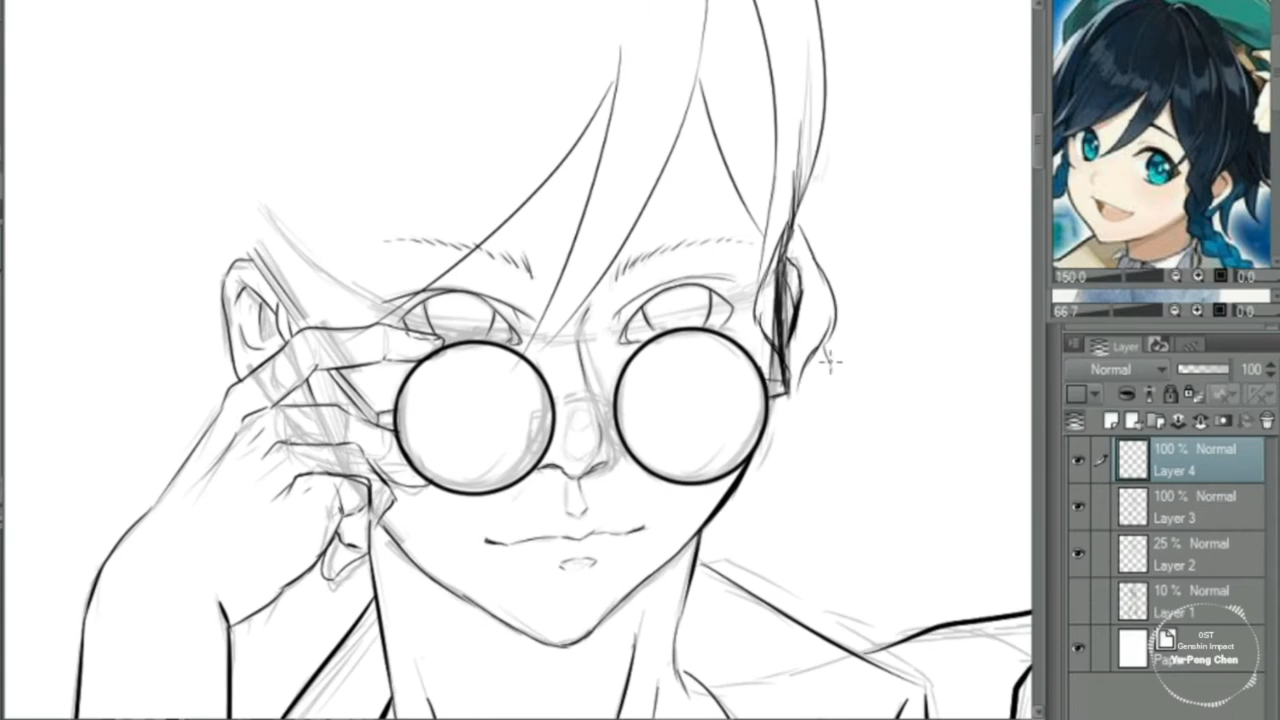 150.0 0.0
66.7 0.0
Layer
Normal 100
100 % Normal
Layer 4
100 % Normal
Layer 3
25 % Normal
Layer 2
10 % Normal
Layer 1
OST
Genshin Impact
Yu-Peng Chen